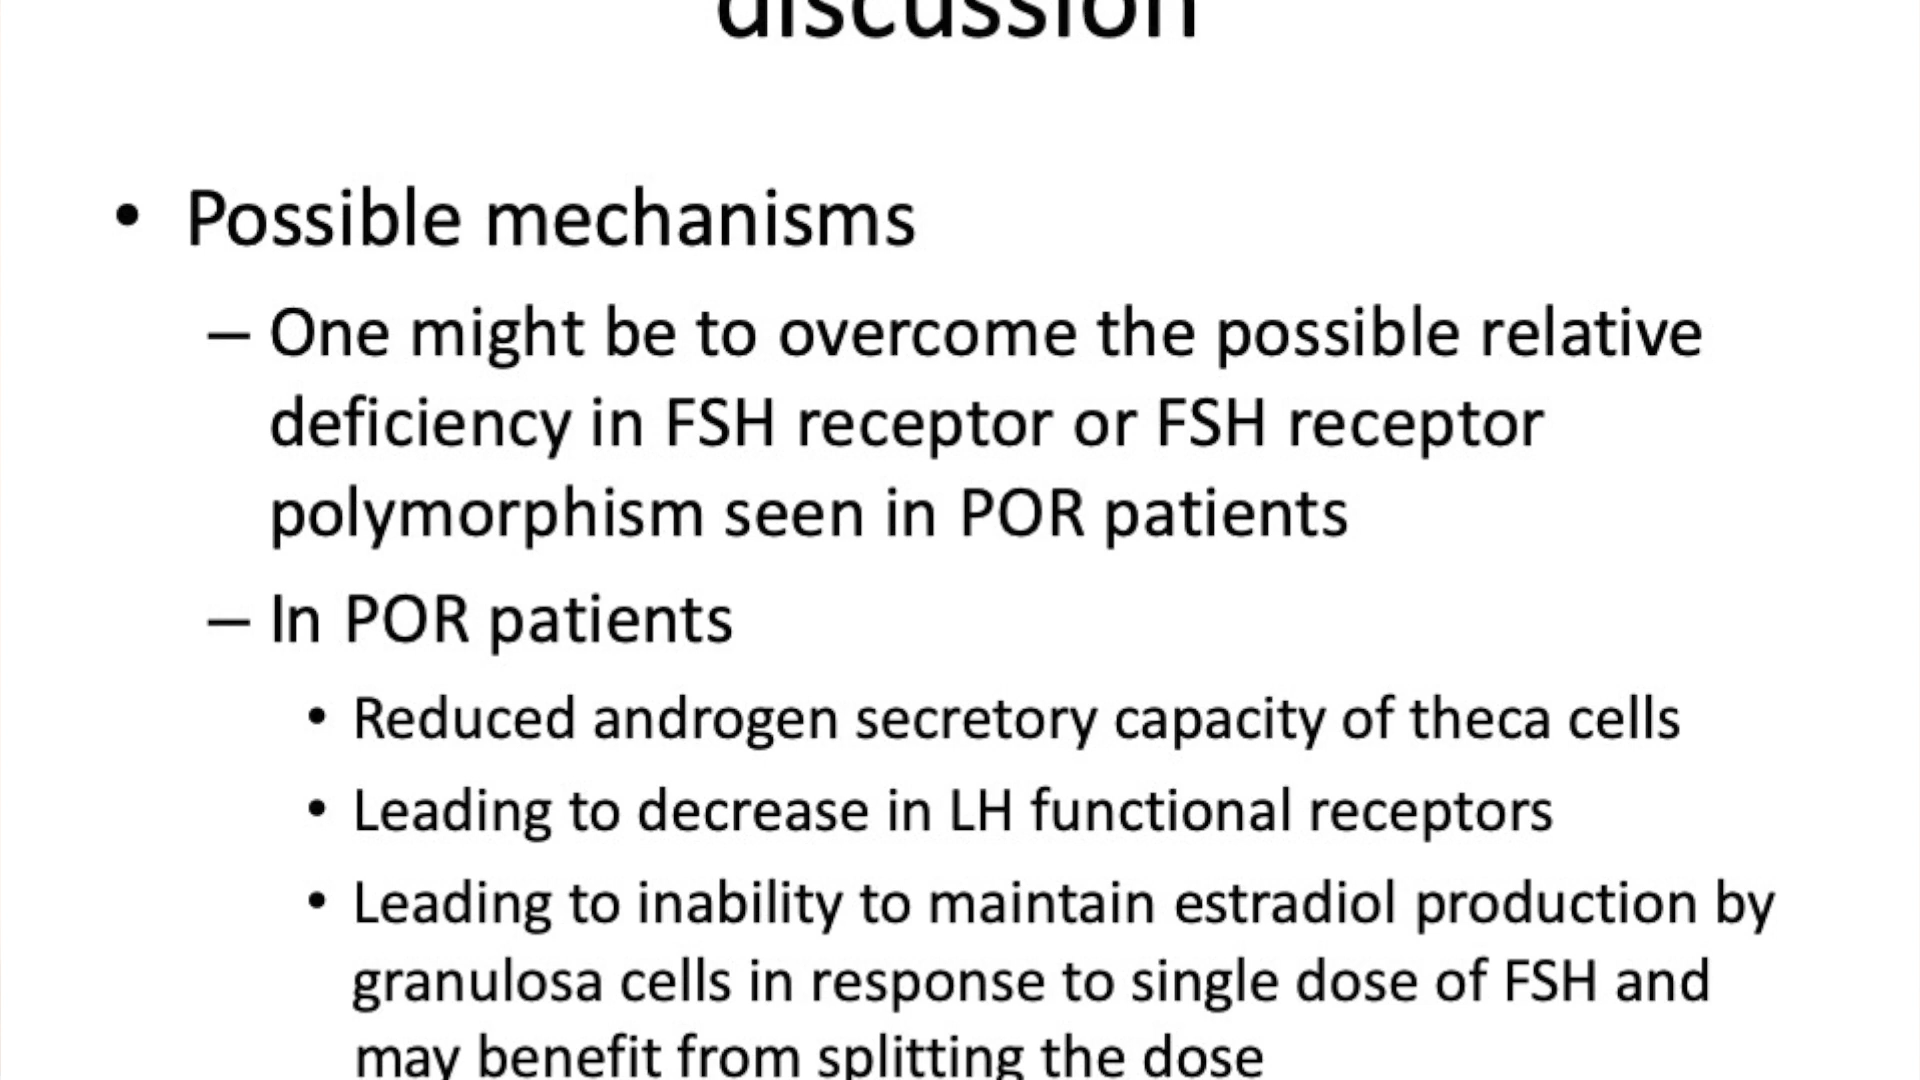 discussion
• Possible mechanisms
– One might be to overcome the possible relative
deficiency in FSH receptor or FSH receptor
polymorphism seen in POR patients
– In POR patients
• Reduced androgen secretory capacity of theca cells
• Leading to decrease in LH functional receptors
• Leading to inability to maintain estradiol production by
granulosa cells in response to single dose of FSH and
may benefit from splitting the dose